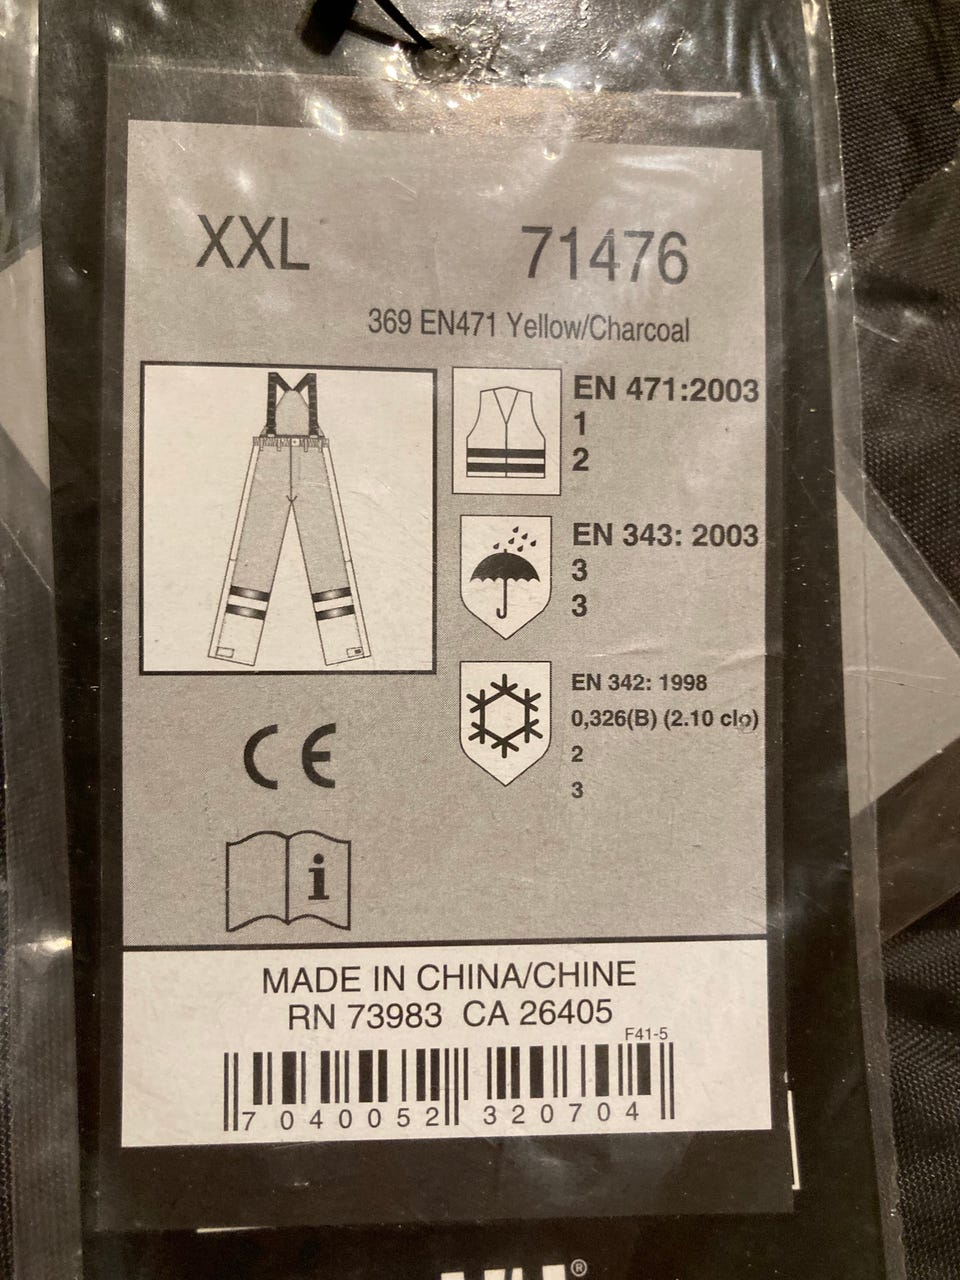 XXL 71476
369 EN471 Yellow/Charcoal
EN 471:2003
1
2
EN 343: 2003
3
3
EN 342: 1998
0,326(B) (2.10 clo)
2
3
CE
i
MADE IN CHINA/CHINE
RN 73983 CA 26405
F41-5
7 040052 320704
®